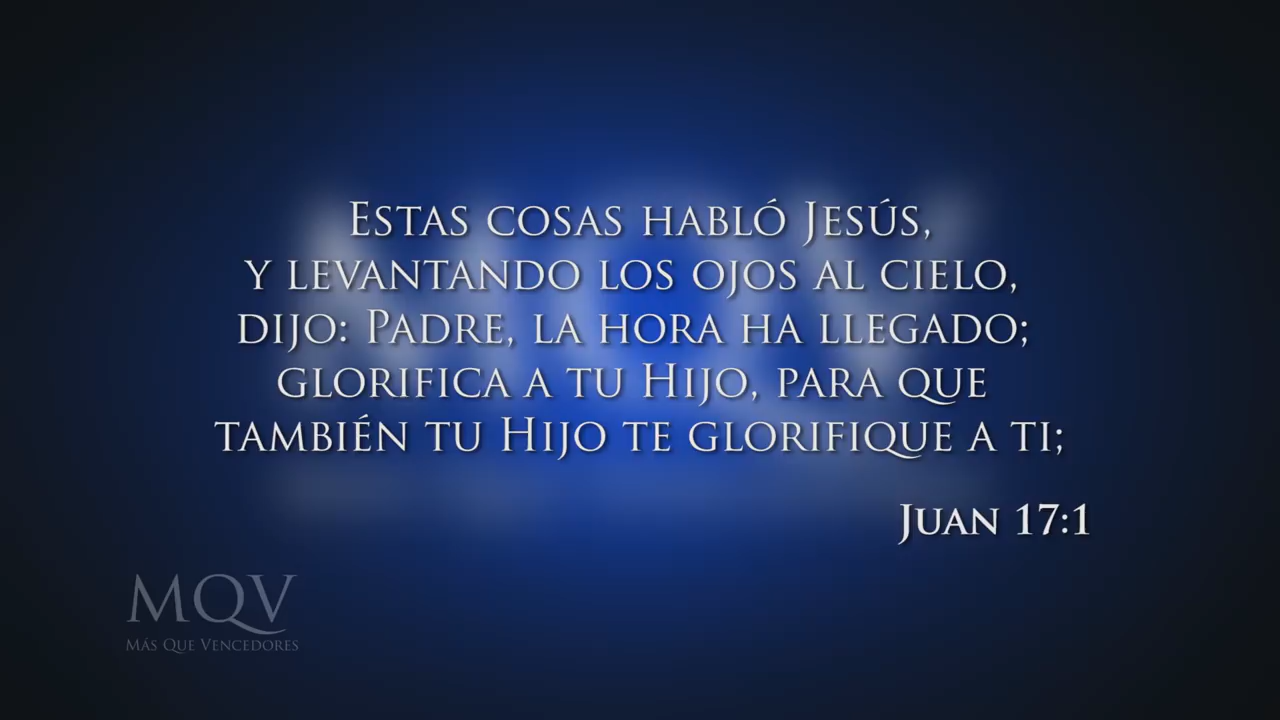 Estas cosas habló Jesús,
y levantando los ojos al cielo,
dijo: Padre, la hora ha llegado;
glorifica a tu Hijo, para que
también tu Hijo te glorifique a ti;
Juan 17:1
MQV
Más Que Vencedores